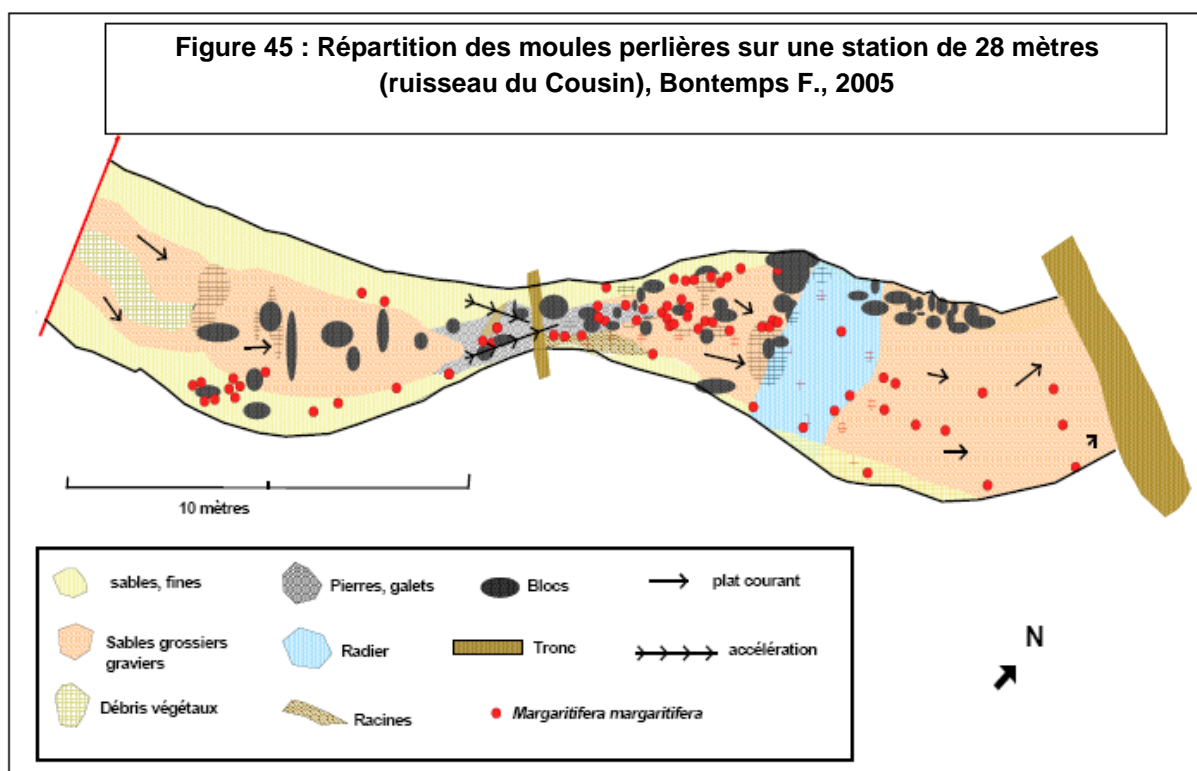 Figure 45 : Répartition des moules perlières sur une station de 28 mètres
(ruisseau du Cousin), Bontemps F., 2005
10 mètres
sables, fines
Pierres, galets
Blocs
plat courant
Sables grossiers
graviers
Radier
Tronc
accélération
Débris végétaux
Racines
Margaritifera margaritifera
N